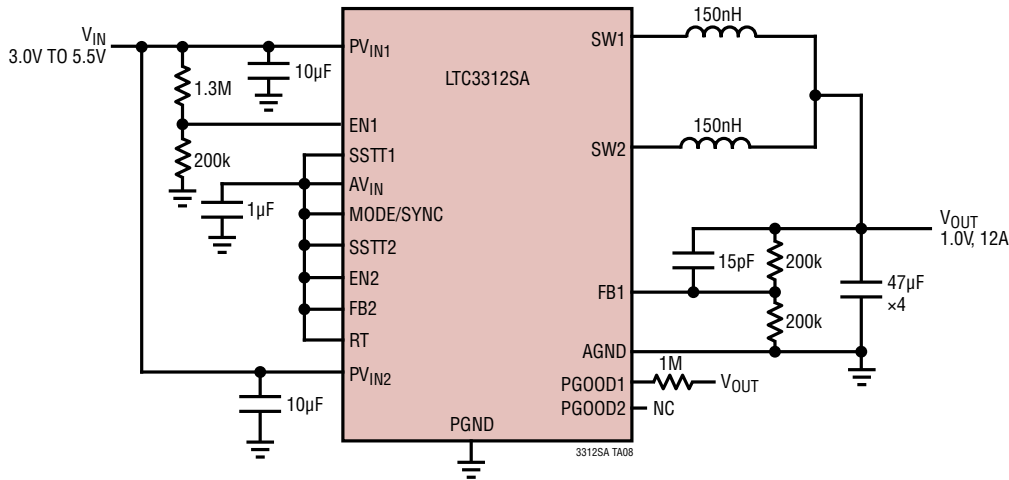 V_IN
3.0V TO 5.5V
1.3M
200k
10µF
1µF
10µF
PV_IN1
EN1
SSTT1
AV_IN
MODE/SYNC
SSTT2
EN2
FB2
RT
PV_IN2
LTC3312SA
PGND
SW1
SW2
FB1
AGND
PGOOD1
PGOOD2
150nH
150nH
15pF
200k
200k
47µF
×4
V_OUT
1.0V, 12A
1M
V_OUT
NC
3312SA TA08